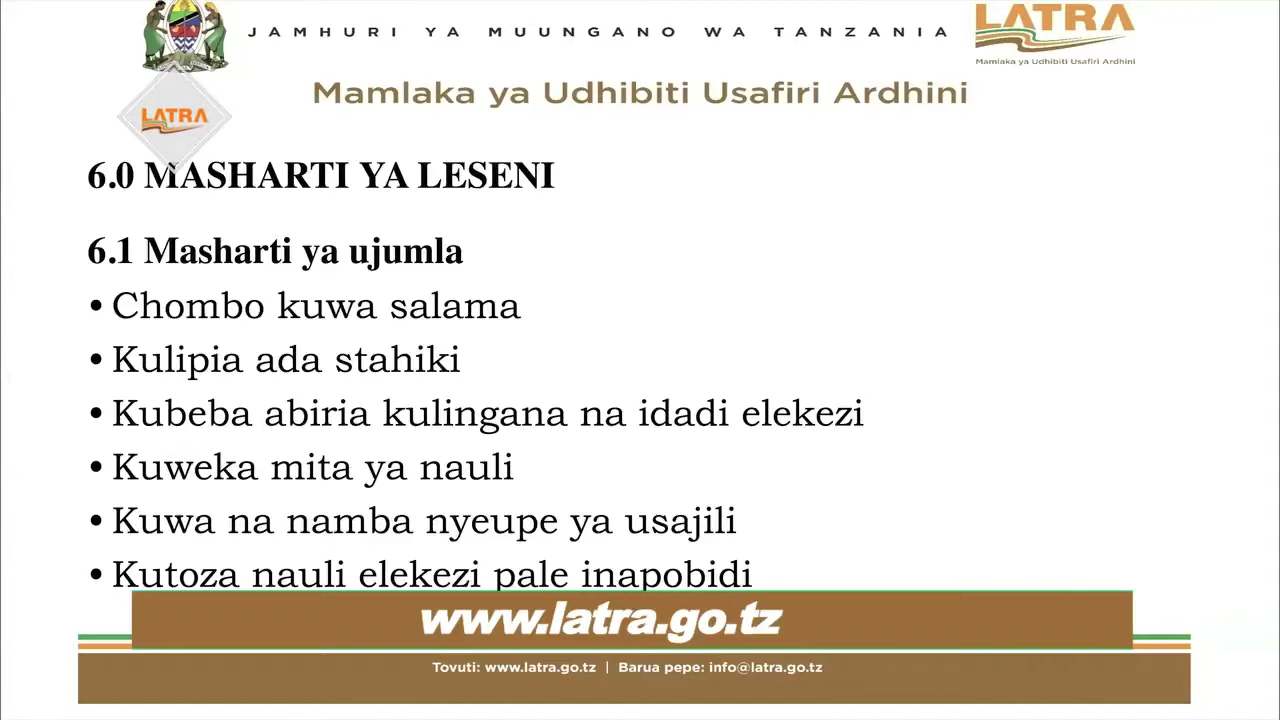 JAMHURI YA MUUNGANO WA TANZANIA
LATRA
Mamlaka ya Udhibiti Usafiri Ardhini
Mamlaka ya Udhibiti Usafiri Ardhini
LATRA
6.0 MASHARTI YA LESENI
6.1 Masharti ya ujumla
• Chombo kuwa salama
• Kulipia ada stahiki
• Kubeba abiria kulingana na idadi elekezi
• Kuweka mita ya nauli
• Kuwa na namba nyeupe ya usajili
• Kutoza nauli elekezi pale inapobidi
www.latra.go.tz
Tovuti: www.latra.go.tz | Barua pepe: info@latra.go.tz